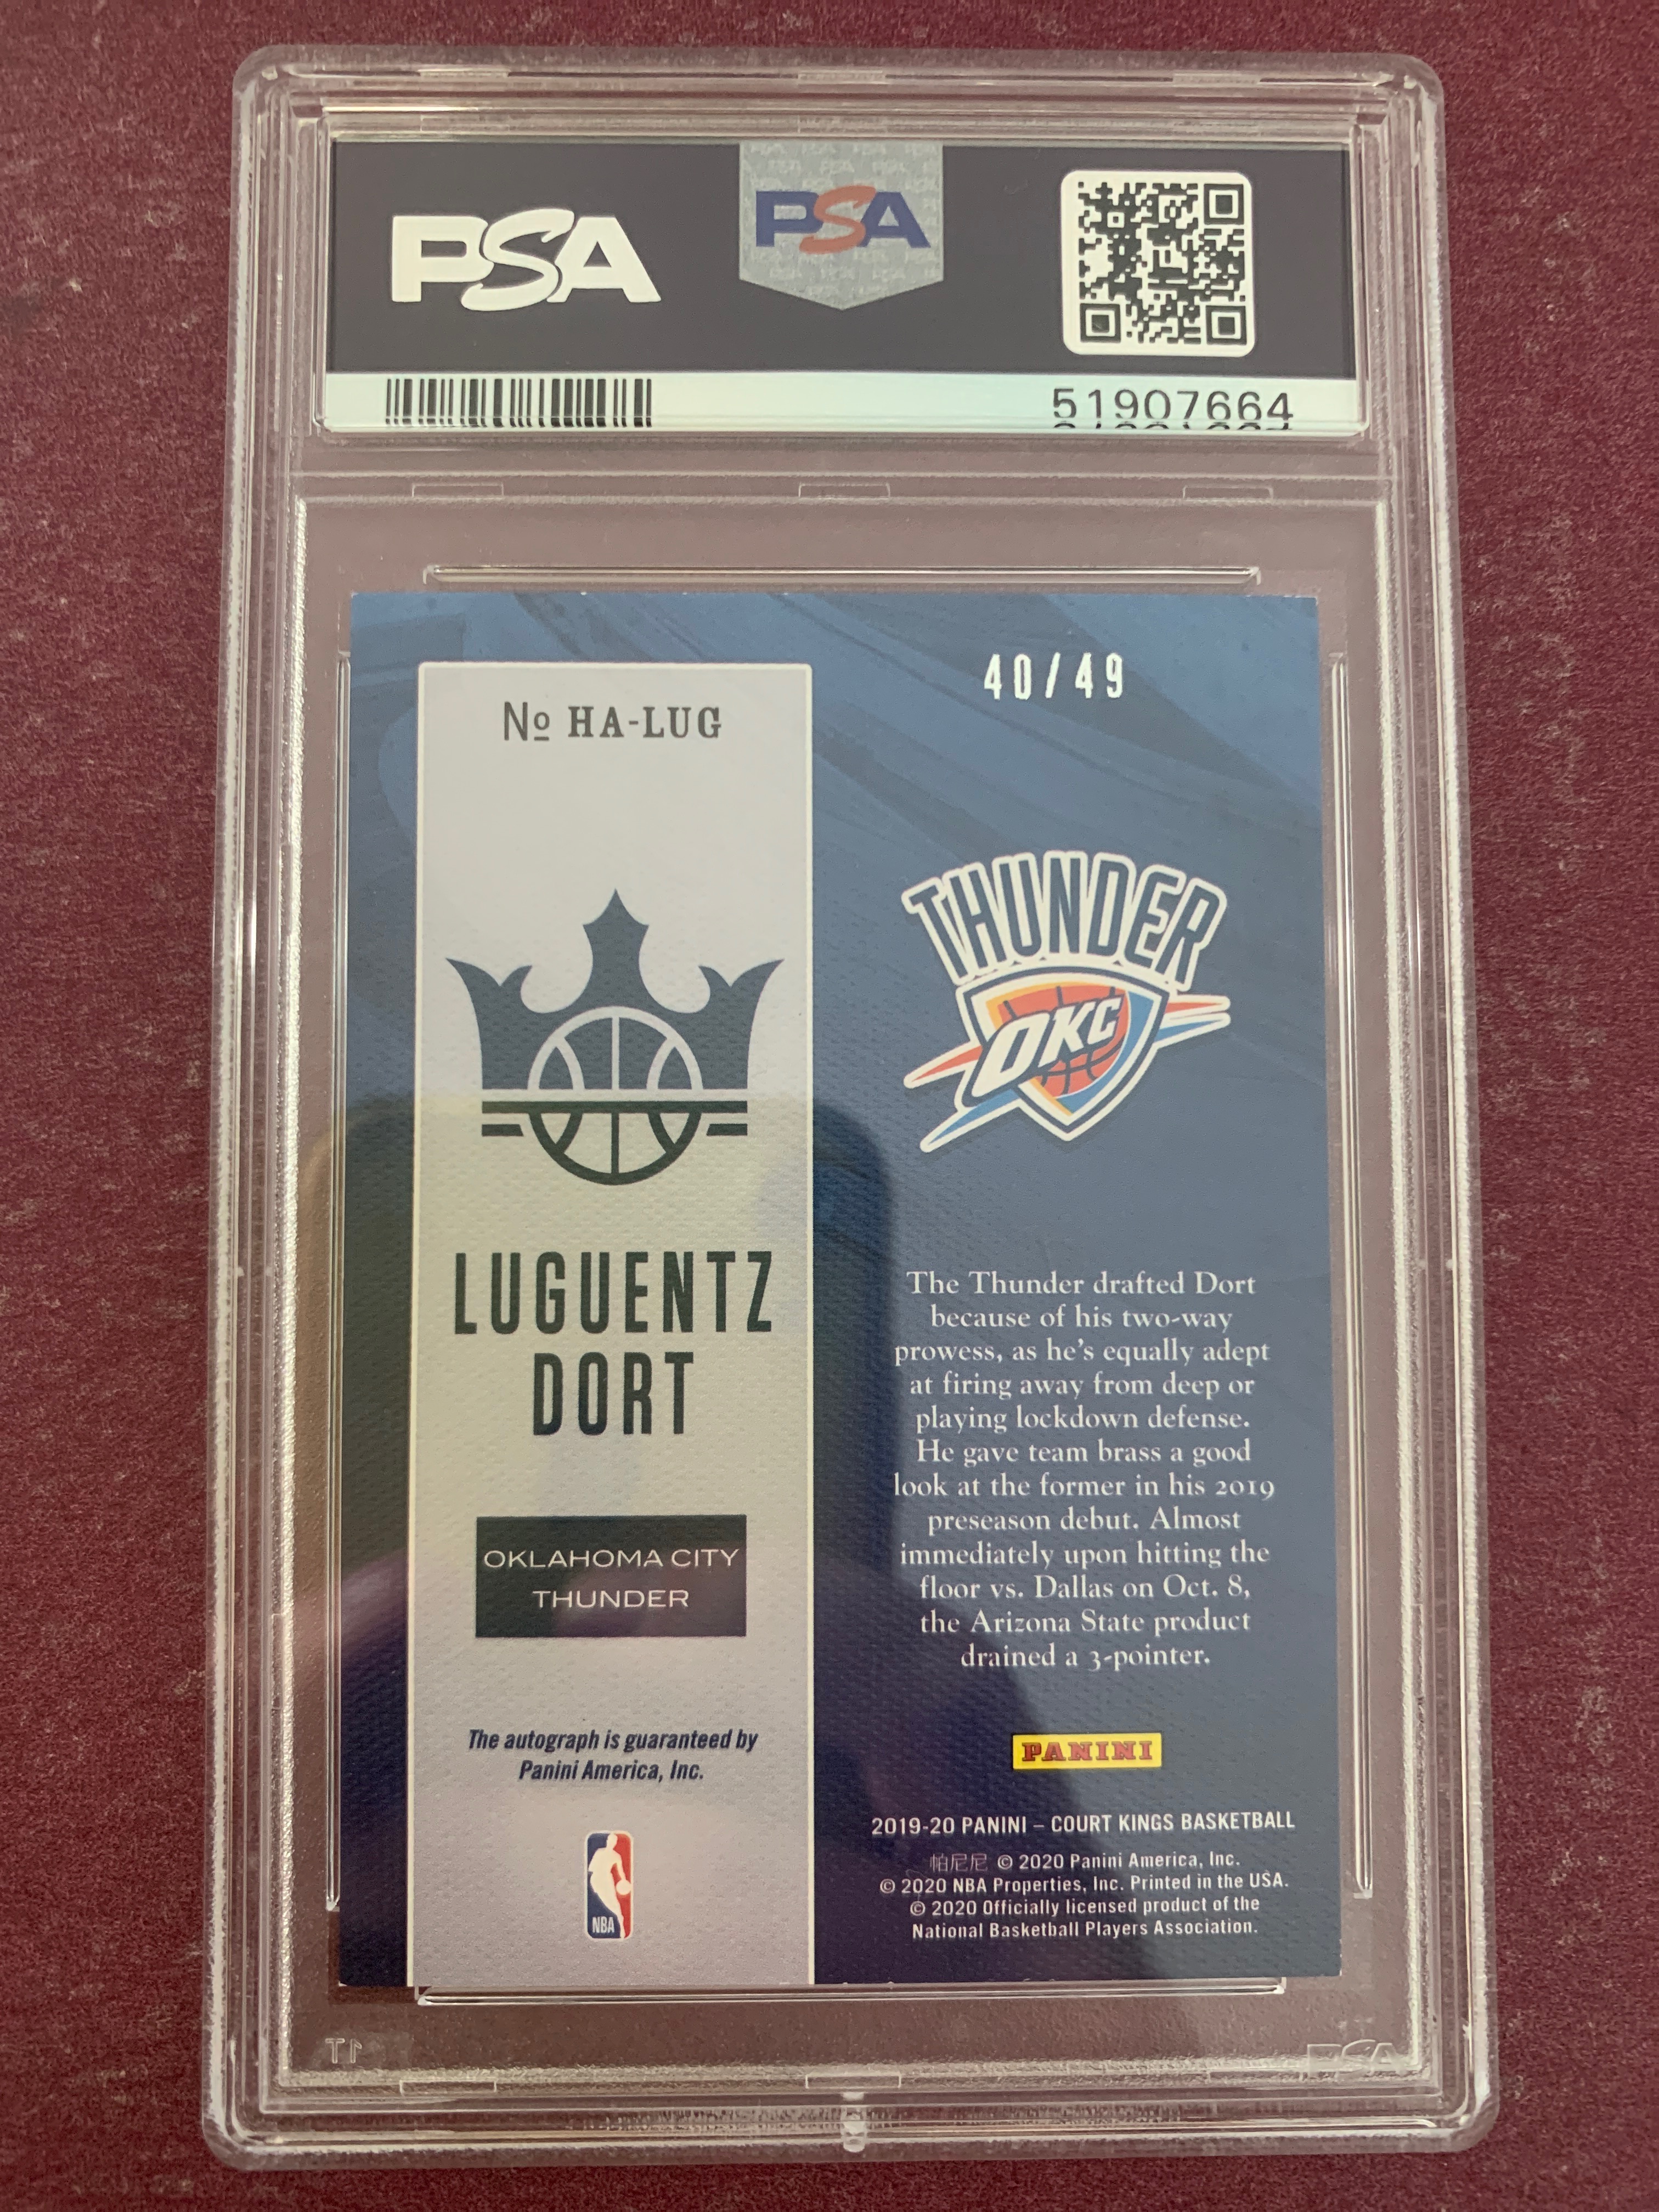 PSA
PSA
51907664
40/49
No HA-LUG
THUNDER
OKC
LUGUENTZ
DORT
OKLAHOMA CITY
THUNDER
The autograph is guaranteed by
Panini America, Inc.
NBA
The Thunder drafted Dort
because of his two-way
prowess, as he's equally adept
at firing away from deep or
playing lockdown defense.
He gave team brass a good
look at the former in his 2019
preseason debut. Almost
immediately upon hitting the
floor vs. Dallas on Oct. 8,
the Arizona State product
drained a 3-pointer.
PANINI
2019-20 PANINI – COURT KINGS BASKETBALL
帕尼尼 © 2020 Panini America, Inc.
© 2020 NBA Properties, Inc. Printed in the USA.
© 2020 Officially licensed product of the
National Basketball Players Association.
PSA